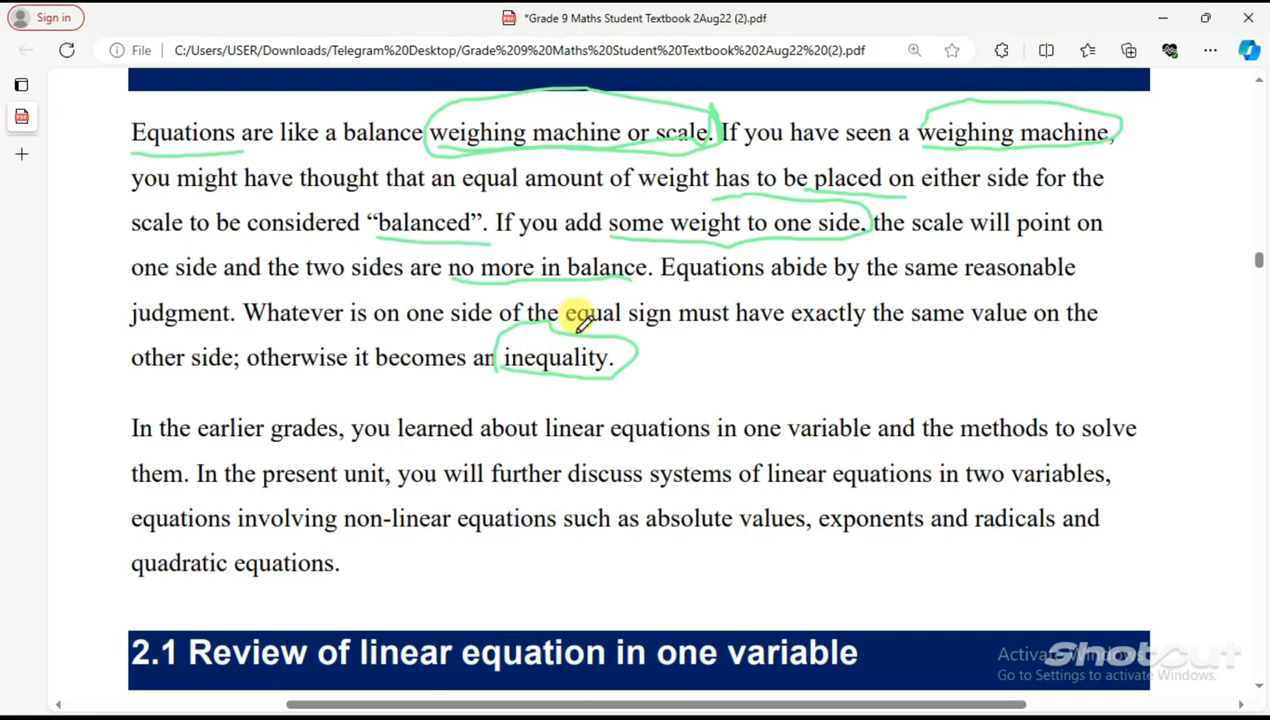 Sign in
*Grade 9 Maths Student Textbook 2Aug22 (2).pdf
File
C:/Users/USER/Downloads/Telegram%20Desktop/Grade%209%20Maths%20Student%20Textbook%202Aug22%20(2).pdf
Equations are like a balance weighing machine or scale. If you have seen a weighing machine,
you might have thought that an equal amount of weight has to be placed on either side for the
scale to be considered “balanced”. If you add some weight to one side, the scale will point on
one side and the two sides are no more in balance. Equations abide by the same reasonable
judgment. Whatever is on one side of the equal sign must have exactly the same value on the
other side; otherwise it becomes an inequality.
In the earlier grades, you learned about linear equations in one variable and the methods to solve
them. In the present unit, you will further discuss systems of linear equations in two variables,
equations involving non-linear equations such as absolute values, exponents and radicals and
quadratic equations.
2.1 Review of linear equation in one variable
Activate Windows
Shotcut
Go to Settings to activate Windows.